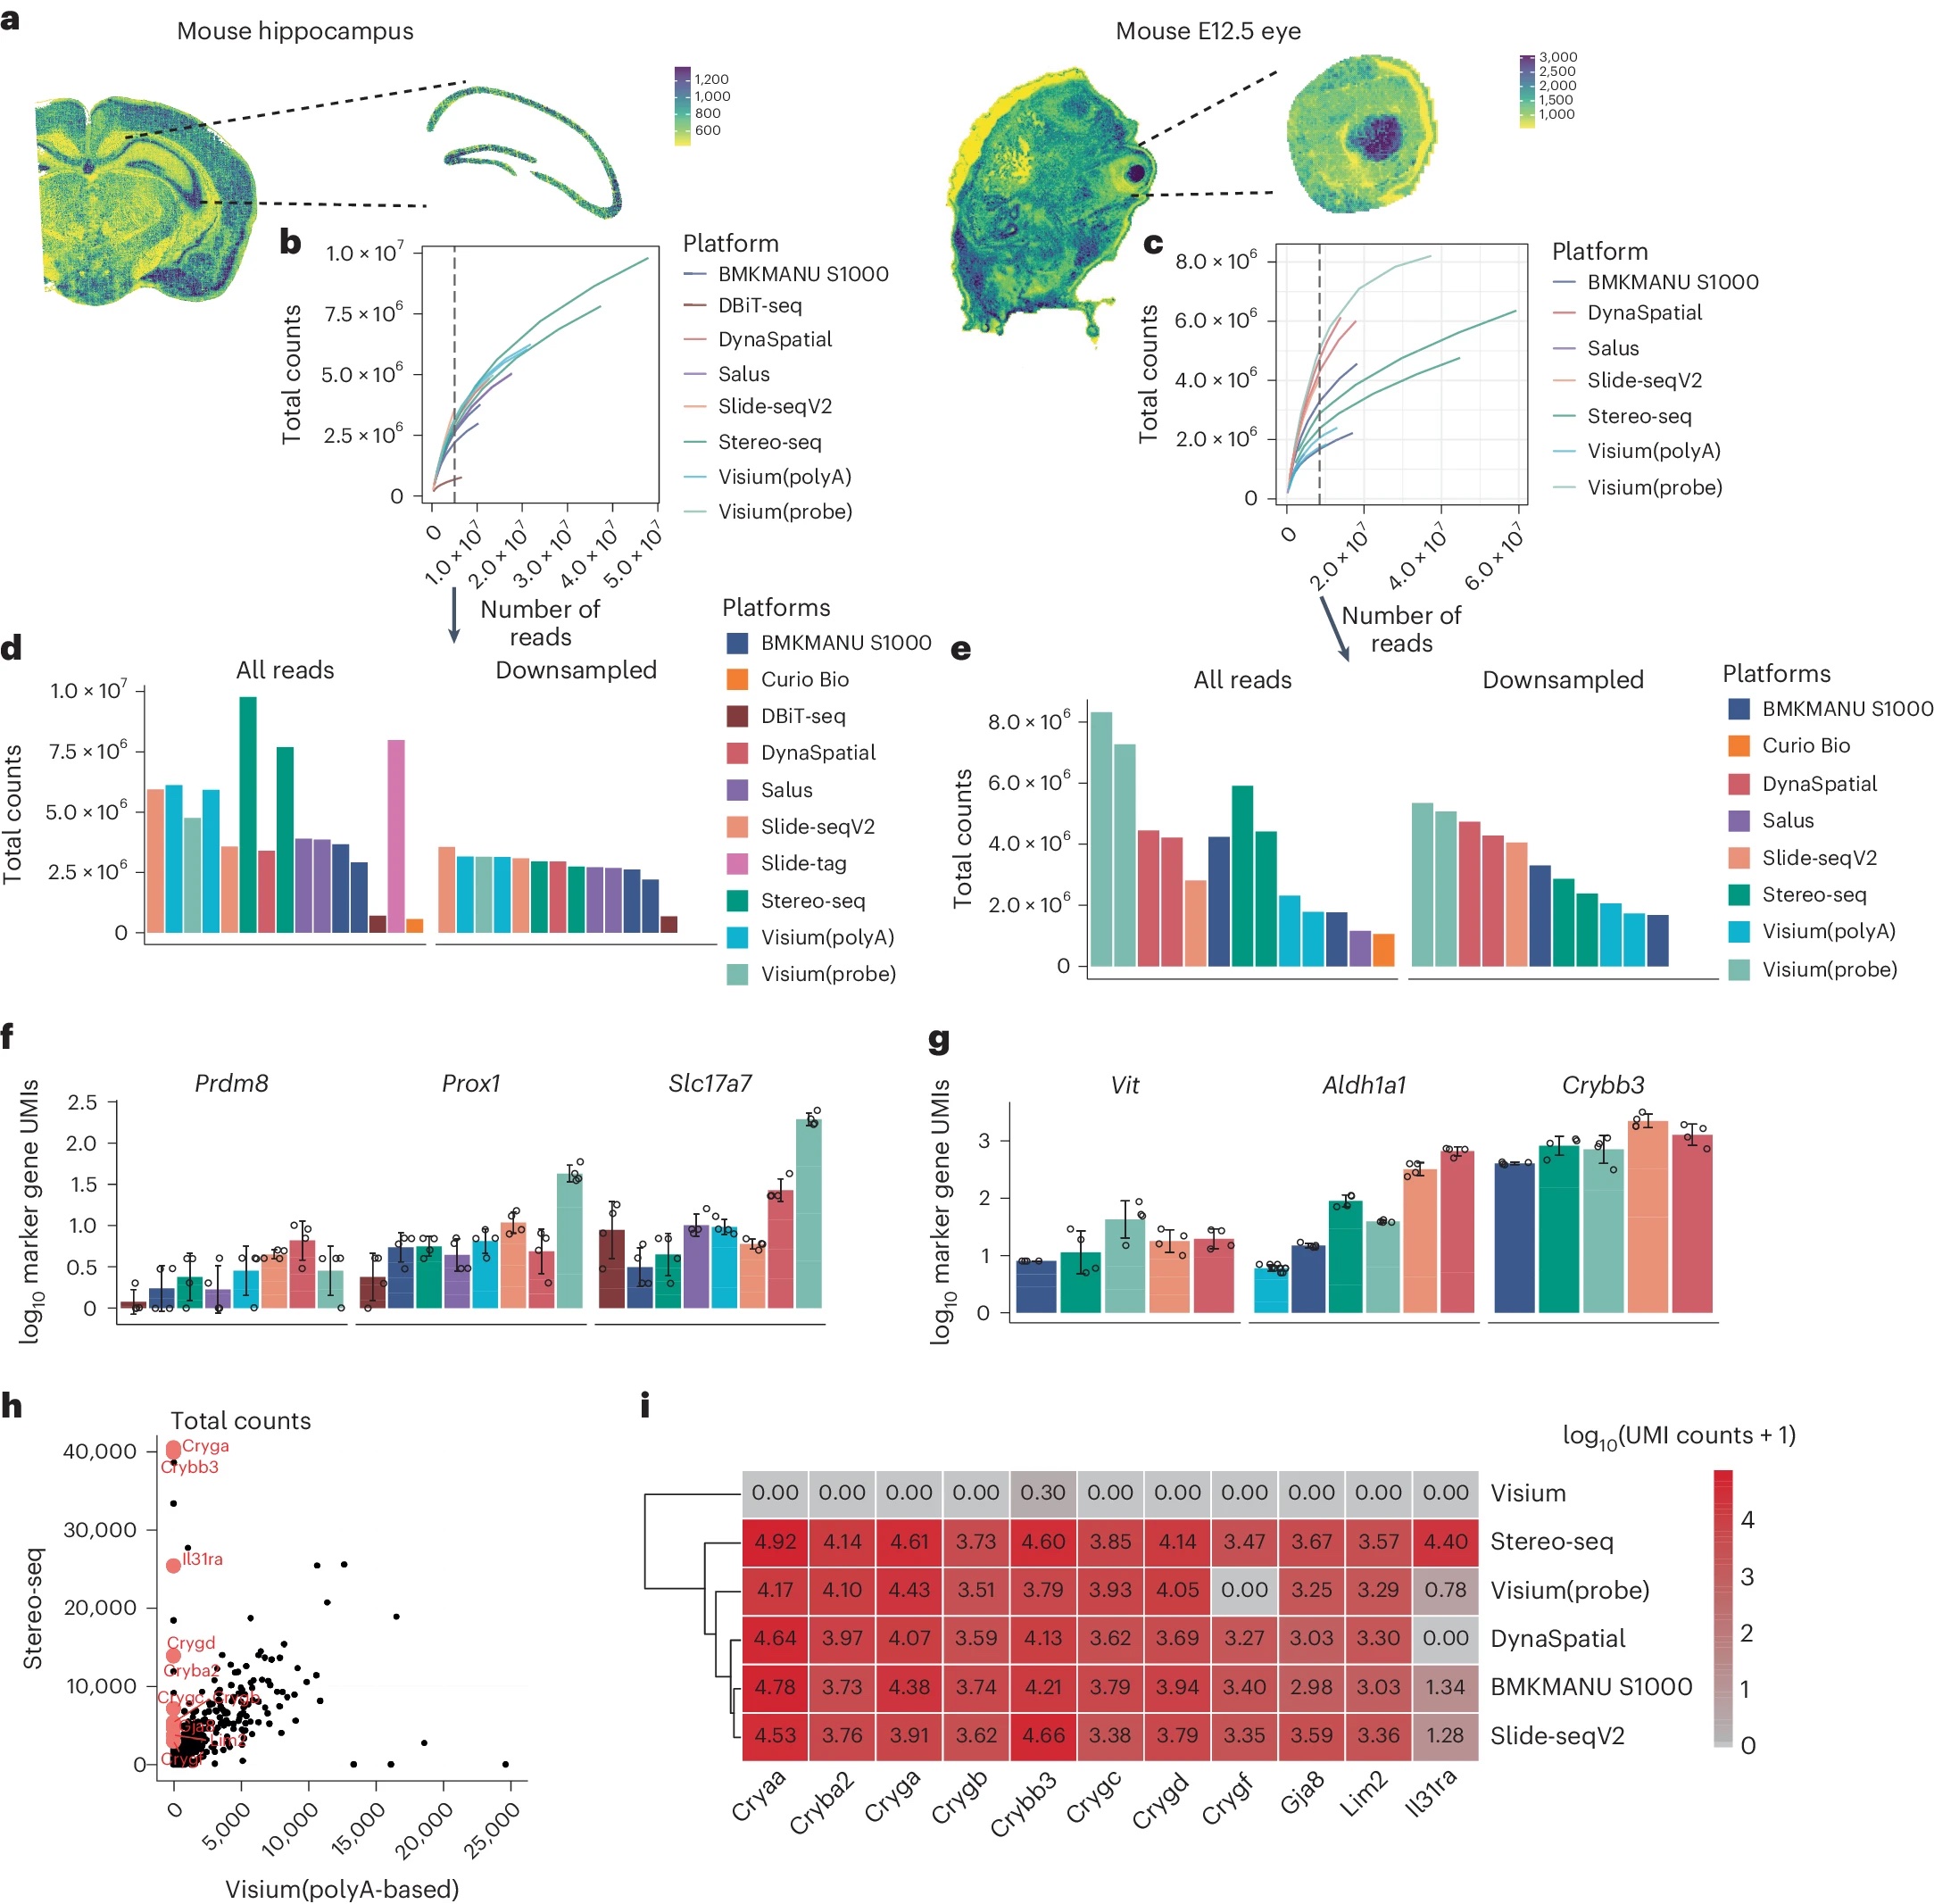 a
Mouse hippocampus
1,200
1,000
800
600
Mouse E12.5 eye
3,000
2,500
2,000
1,500
1,000
b
Total counts
1.0 × 10⁷
7.5 × 10⁶
5.0 × 10⁶
2.5 × 10⁶
0
0
1.0 × 10⁷
2.0 × 10⁷
3.0 × 10⁷
4.0 × 10⁷
5.0 × 10⁷
Number of
reads
Platform
BMKMANU S1000
DBiT-seq
DynaSpatial
Salus
Slide-seqV2
Stereo-seq
Visium(polyA)
Visium(probe)
c
Total counts
8.0 × 10⁶
6.0 × 10⁶
4.0 × 10⁶
2.0 × 10⁶
0
0
2.0 × 10⁷
4.0 × 10⁷
6.0 × 10⁷
Number of
reads
Platform
BMKMANU S1000
DynaSpatial
Salus
Slide-seqV2
Stereo-seq
Visium(polyA)
Visium(probe)
d
All reads
Downsampled
Total counts
1.0 × 10⁷
7.5 × 10⁶
5.0 × 10⁶
2.5 × 10⁶
0
Platforms
BMKMANU S1000
Curio Bio
DBiT-seq
DynaSpatial
Salus
Slide-seqV2
Slide-tag
Stereo-seq
Visium(polyA)
Visium(probe)
e
All reads
Downsampled
Total counts
8.0 × 10⁶
6.0 × 10⁶
4.0 × 10⁶
2.0 × 10⁶
0
Platforms
BMKMANU S1000
Curio Bio
DynaSpatial
Salus
Slide-seqV2
Stereo-seq
Visium(polyA)
Visium(probe)
f
log₁₀ marker gene UMIs
Prdm8
Prox1
Slc17a7
2.5
2.0
1.5
1.0
0.5
0
g
log₁₀ marker gene UMIs
Vit
Aldh1a1
Crybb3
3
2
1
0
h
Total counts
Stereo-seq
40,000
30,000
20,000
10,000
0
Cryga
Crybb3
Il31ra
Crygd
Cryba2
Crygc
Crygb
Gja8
Lim2
Crygf
0
5,000
10,000
15,000
20,000
25,000
Visium(polyA-based)
i
log₁₀(UMI counts + 1)
0.00 0.00 0.00 0.00 0.30 0.00 0.00 0.00 0.00 0.00 0.00 Visium
4.92 4.14 4.61 3.73 4.60 3.85 4.14 3.47 3.67 3.57 4.40 Stereo-seq
4.17 4.10 4.43 3.51 3.79 3.93 4.05 0.00 3.25 3.29 0.78 Visium(probe)
4.64 3.97 4.07 3.59 4.13 3.62 3.69 3.27 3.03 3.30 0.00 DynaSpatial
4.78 3.73 4.38 3.74 4.21 3.79 3.94 3.40 2.98 3.03 1.34 BMKMANU S1000
4.53 3.76 3.91 3.62 4.66 3.38 3.79 3.35 3.59 3.36 1.28 Slide-seqV2
Cryaa Cryba2 Cryga Crygb Crybb3 Crygc Crygd Crygf Gja8 Lim2 Il31ra
4
3
2
1
0